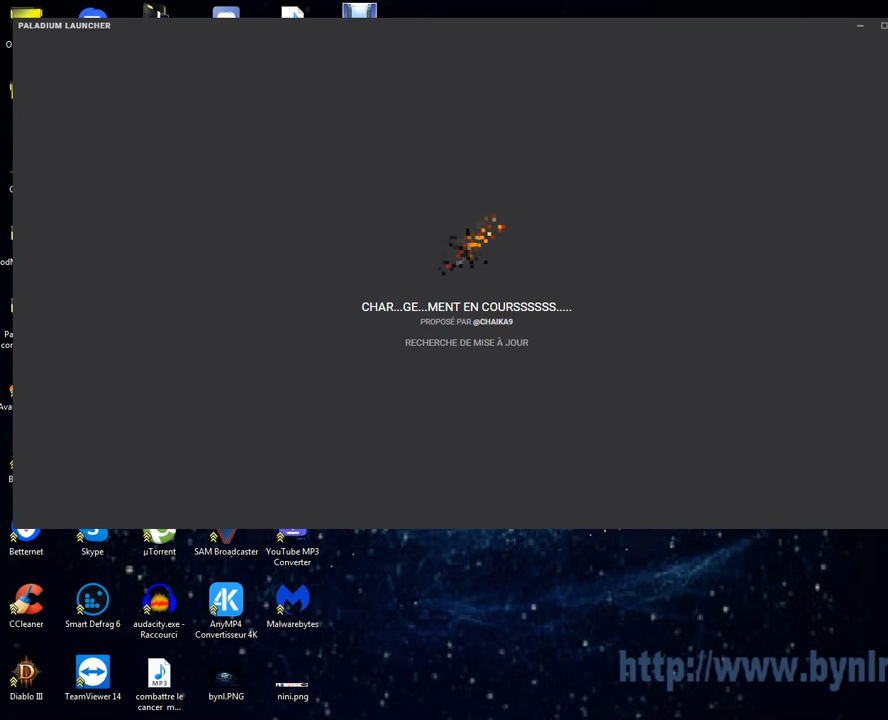 PALADIUM LAUNCHER
CHAR...GE...MENT EN COURSSSSSS.....
PROPOSÉ PAR @CHAIKA9
RECHERCHE DE MISE À JOUR
Betternet
Skype
µTorrent
SAM Broadcaster
YouTube MP3
Converter
CCleaner
Smart Defrag 6
audacity.exe -
Raccourci
AnyMP4
Convertisseur 4K
Malwarebytes
Diablo III
TeamViewer 14
MP3
combattre le
cancer m...
bynl.PNG
nini.png